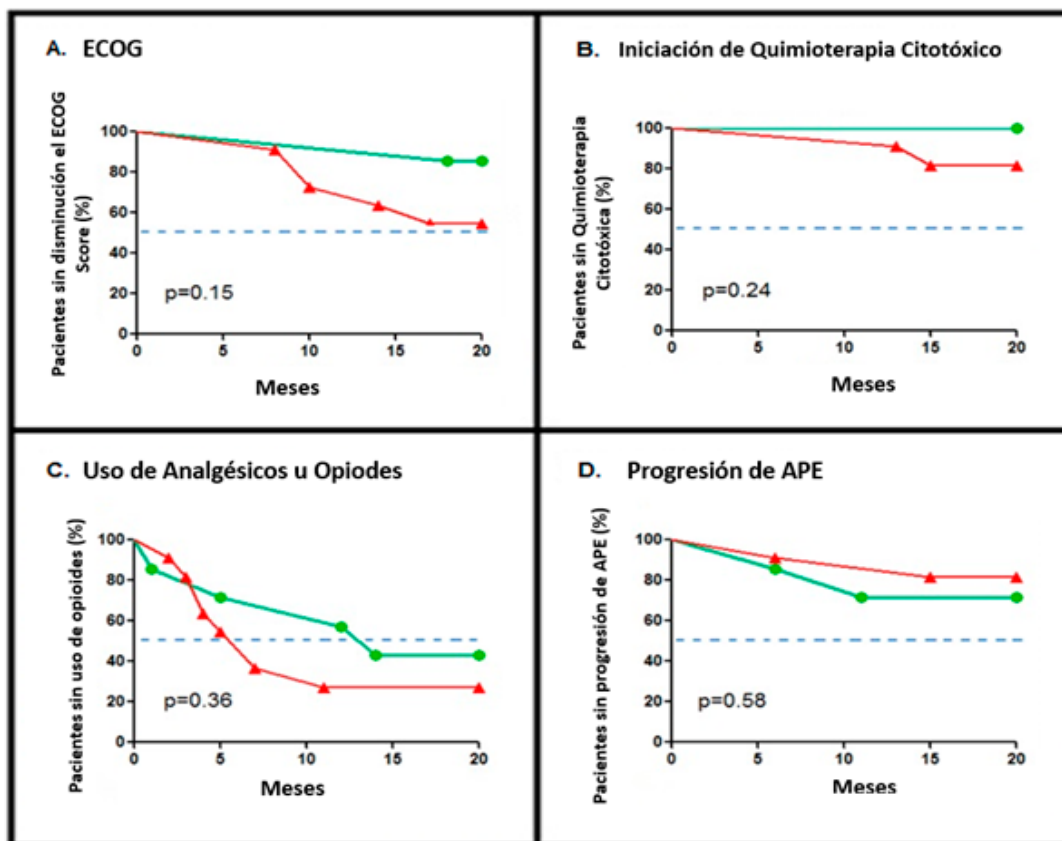 A. ECOG
Pacientes sin disminución el ECOG
Score (%)
100
80
60
40
20
0
p=0.15
0 5 10 15 20
Meses
B. Iniciación de Quimioterapia Citotóxico
Pacientes sin Quimioterapia
Citotóxica (%)
100
80
60
40
20
0
p=0.24
0 5 10 15 20
Meses
C. Uso de Analgésicos u Opiodes
Pacientes sin uso de opioides (%)
100
80
60
40
20
0
p=0.36
0 5 10 15 20
Meses
D. Progresión de APE
Pacientes sin progresión de APE (%)
100
80
60
40
20
0
p=0.58
0 5 10 15 20
Meses